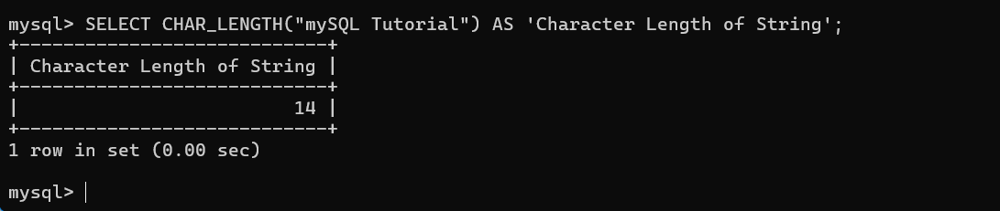 mysql> SELECT CHAR_LENGTH("mySQL Tutorial") AS 'Character Length of String';
+----------------------------+
| Character Length of String |
+----------------------------+
|                         14 |
+----------------------------+
1 row in set (0.00 sec)
mysql>